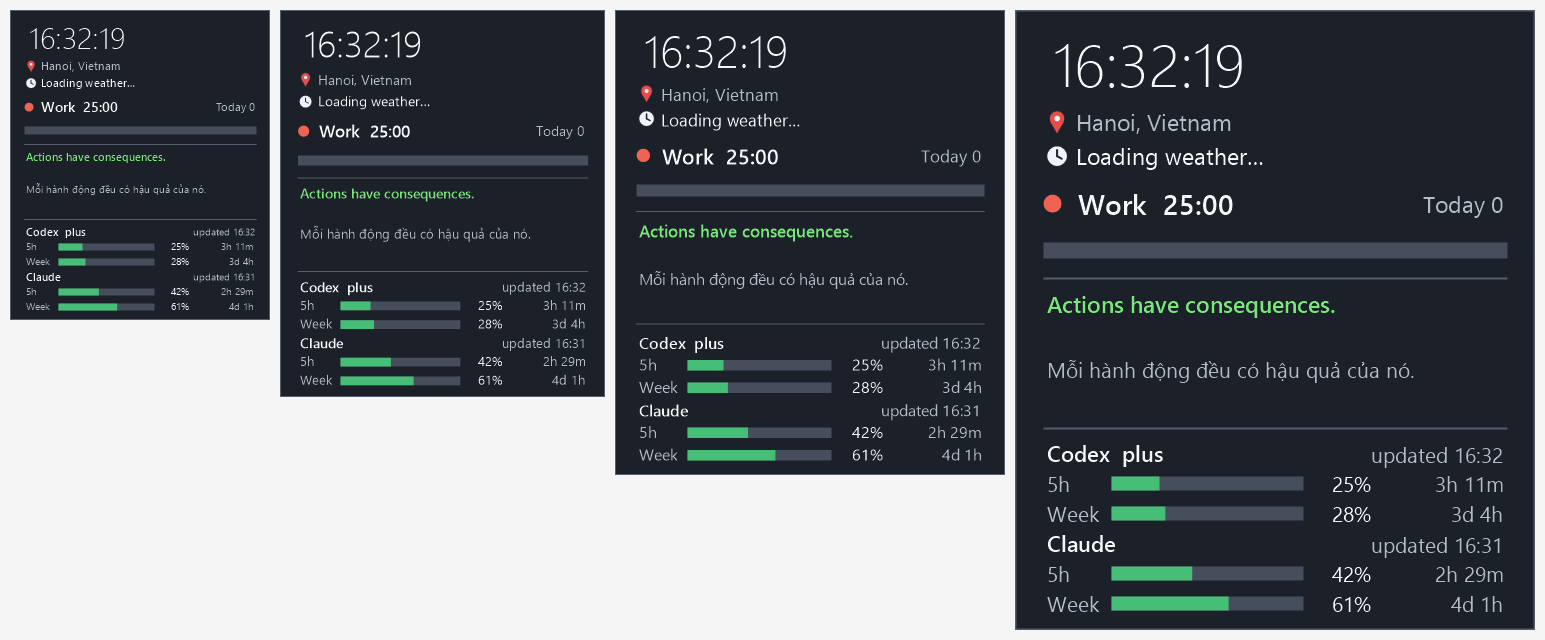 16:32:19
Hanoi, Vietnam
Loading weather...
Work 25:00 Today 0
Actions have consequences.
Mỗi hành động đều có hậu quả của nó.
Codex plus updated 16:32
5h 25% 3h 11m
Week 28% 3d 4h
Claude updated 16:31
5h 42% 2h 29m
Week 61% 4d 1h
16:32:19
Hanoi, Vietnam
Loading weather...
Work 25:00 Today 0
Actions have consequences.
Mỗi hành động đều có hậu quả của nó.
Codex plus updated 16:32
5h 25% 3h 11m
Week 28% 3d 4h
Claude updated 16:31
5h 42% 2h 29m
Week 61% 4d 1h
16:32:19
Hanoi, Vietnam
Loading weather...
Work 25:00 Today 0
Actions have consequences.
Mỗi hành động đều có hậu quả của nó.
Codex plus updated 16:32
5h 25% 3h 11m
Week 28% 3d 4h
Claude updated 16:31
5h 42% 2h 29m
Week 61% 4d 1h
16:32:19
Hanoi, Vietnam
Loading weather...
Work 25:00 Today 0
Actions have consequences.
Mỗi hành động đều có hậu quả của nó.
Codex plus updated 16:32
5h 25% 3h 11m
Week 28% 3d 4h
Claude updated 16:31
5h 42% 2h 29m
Week 61% 4d 1h